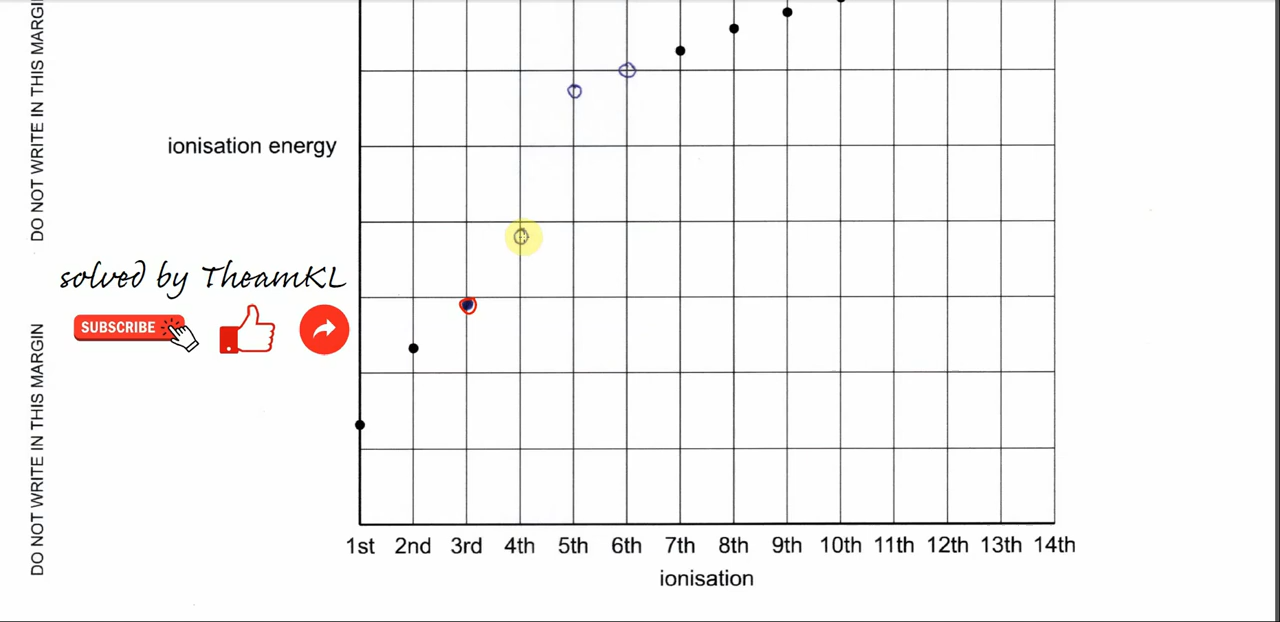 DO NOT WRITE IN THIS MARGIN
ionisation energy
solved by TheamKL
SUBSCRIBE
DO NOT WRITE IN THIS MARGIN
1st 2nd 3rd 4th 5th 6th 7th 8th 9th 10th 11th 12th 13th 14th
ionisation